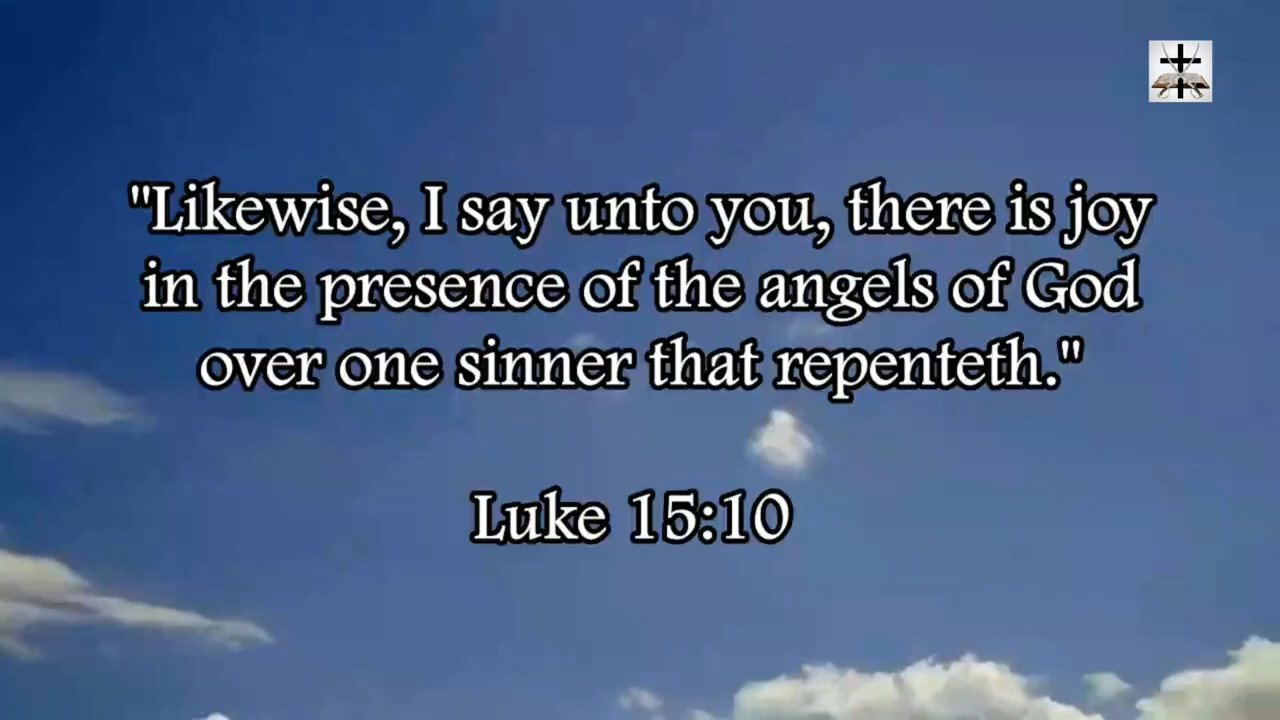 "Likewise, I say unto you, there is joy
in the presence of the angels of God
over one sinner that repenteth."
Luke 15:10